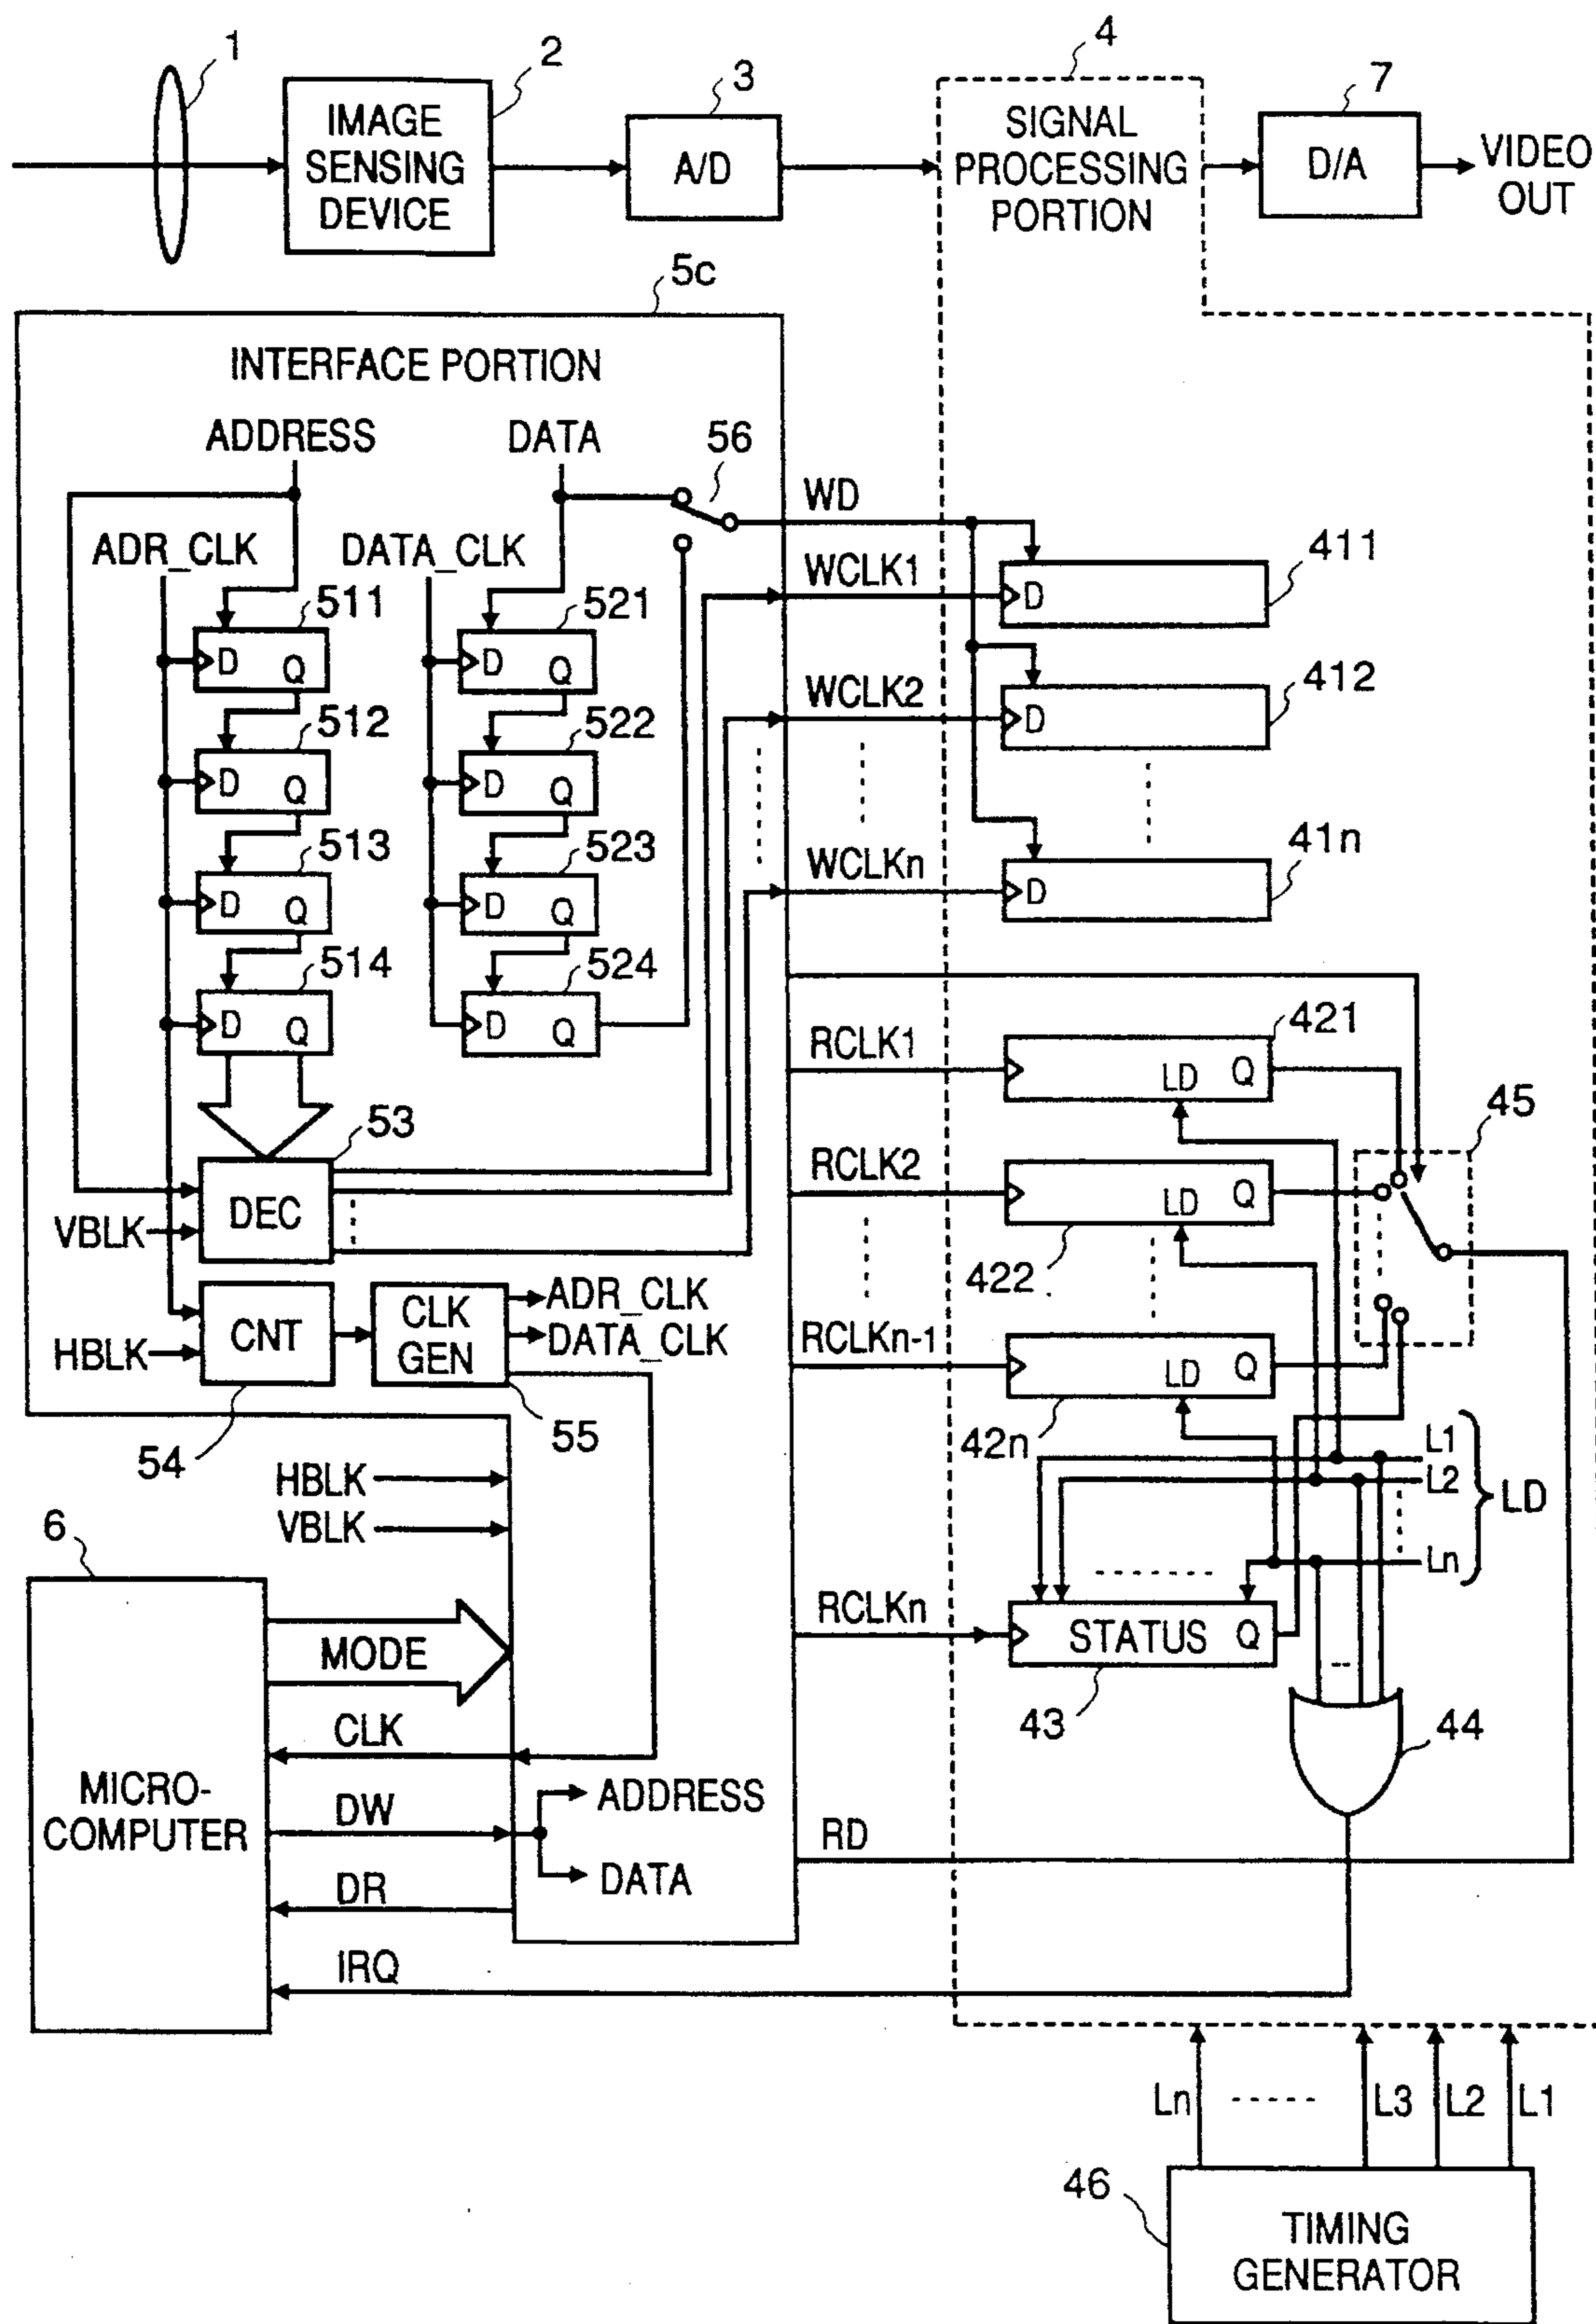 1
2
3
4
7
IMAGE
SENSING
DEVICE
A/D
SIGNAL
PROCESSING
PORTION
D/A
VIDEO
OUT
5c
INTERFACE PORTION
ADDRESS
DATA
56
WD
ADR_CLK
DATA_CLK
WCLK1
411
D
511
521
D Q
D Q
WCLK2
412
D
512
522
D Q
D Q
513
523
D Q
D Q
WCLKn
41n
D
514
524
D Q
D Q
RCLK1
421
LD Q
53
DEC
VBLK
RCLK2
LD Q
422
45
CNT
HBLK
54
CLK
GEN
55
ADR_CLK
DATA_CLK
RCLKn-1
LD Q
42n
L1
L2
Ln
LD
HBLK
VBLK
6
MICRO-
COMPUTER
MODE
RCLKn
STATUS Q
43
44
CLK
DW
ADDRESS
DATA
DR
RD
IRQ
Ln
L3
L2
L1
46
TIMING
GENERATOR